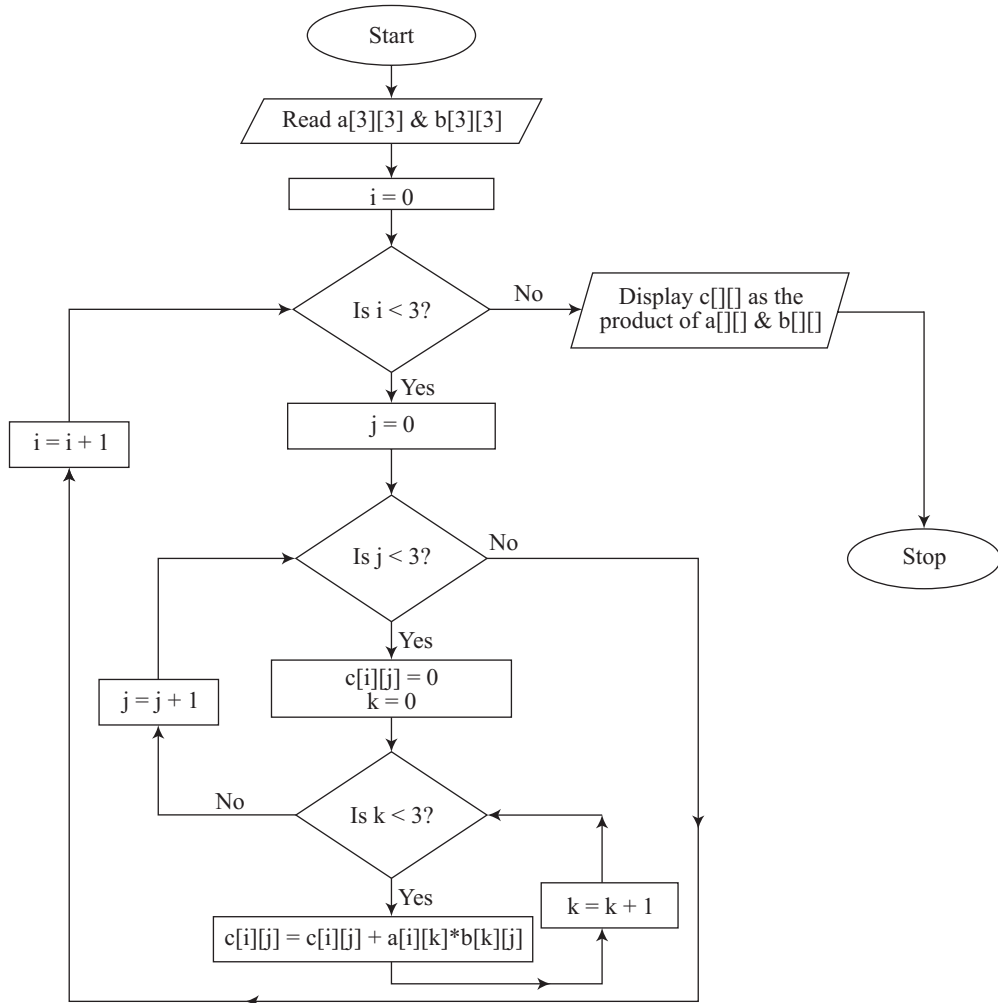 Start
Read a[3][3] & b[3][3]
i = 0
Is i < 3?
No
Display c[][] as the
product of a[][] & b[][]
Yes
i = i + 1
j = 0
Is j < 3?
No
Stop
Yes
c[i][j] = 0
k = 0
j = j + 1
No
Is k < 3?
Yes
k = k + 1
c[i][j] = c[i][j] + a[i][k]*b[k][j]